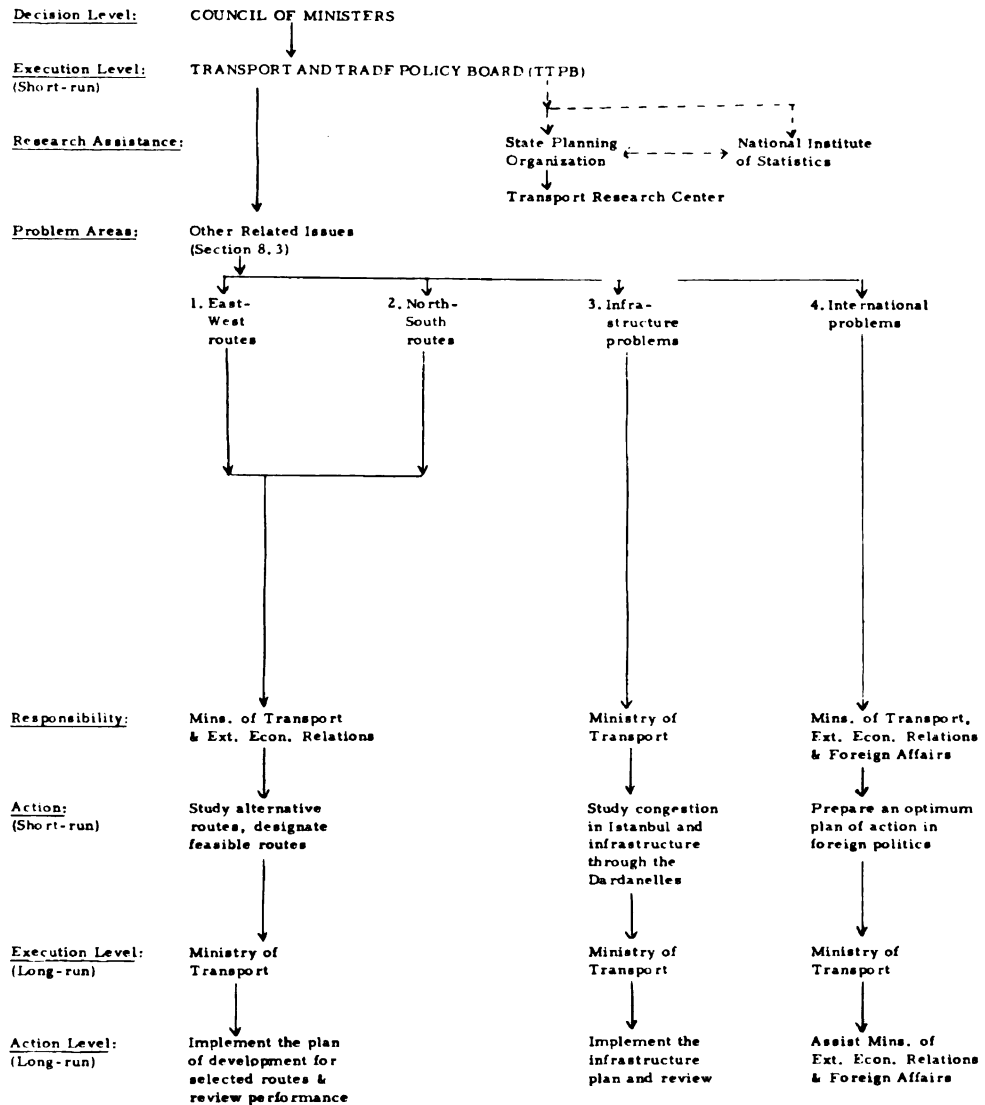 Decision Level: COUNCIL OF MINISTERS
Execution Level: TRANSPORT AND TRADE POLICY BOARD (TTPB)
(Short-run)
Research Assistance:
State Planning
Organization
National Institute
of Statistics
Transport Research Center
Problem Areas: Other Related Issues
(Section 8.3)
1. East-
West
routes
2. North-
South
routes
3. Infra-
structure
problems
4. International
problems
Responsibility:
Mins. of Transport
& Ext. Econ. Relations
Ministry of
Transport
Mins. of Transport,
Ext. Econ. Relations
& Foreign Affairs
Action:
(Short-run)
Study alternative
routes, designate
feasible routes
Study congestion
in Istanbul and
infrastructure
through the
Dardanelles
Prepare an optimum
plan of action in
foreign politics
Execution Level:
(Long-run)
Ministry of
Transport
Ministry of
Transport
Ministry of
Transport
Action Level:
(Long-run)
Implement the plan
of development for
selected routes &
review performance
Implement the
infrastructure
plan and review
Assist Mins. of
Ext. Econ. Relations
& Foreign Affairs